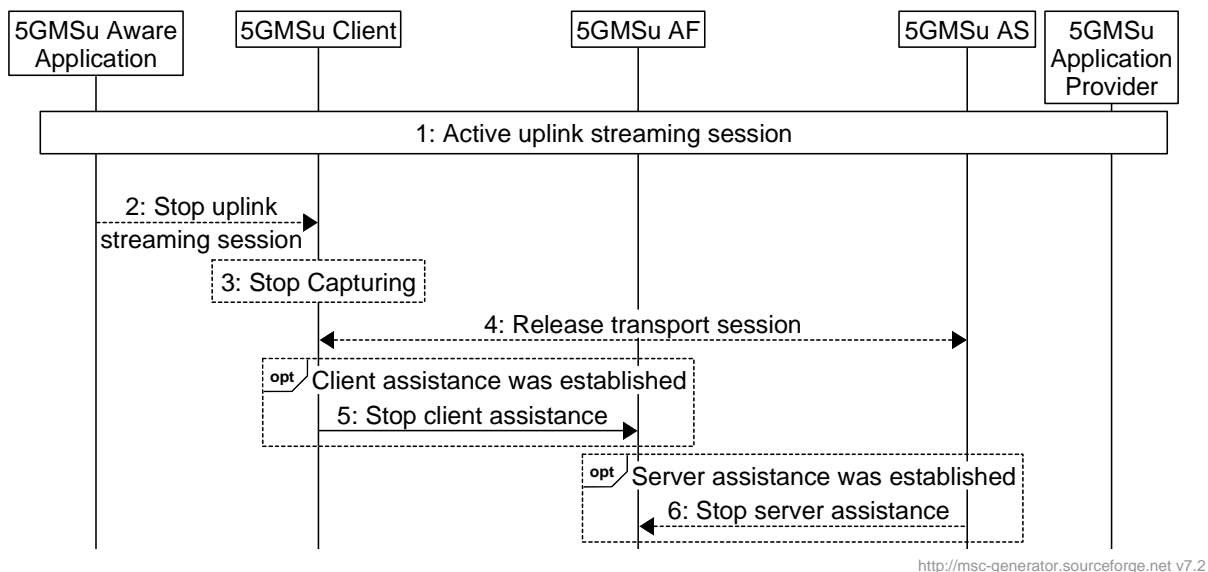 5GMSu Aware
Application
5GMSu Client
5GMSu AF
5GMSu AS
5GMSu
Application
Provider
1: Active uplink streaming session
2: Stop uplink
streaming session
3: Stop Capturing
4: Release transport session
opt
Client assistance was established
5: Stop client assistance
opt
Server assistance was established
6: Stop server assistance
http://msc-generator.sourceforge.net v7.2